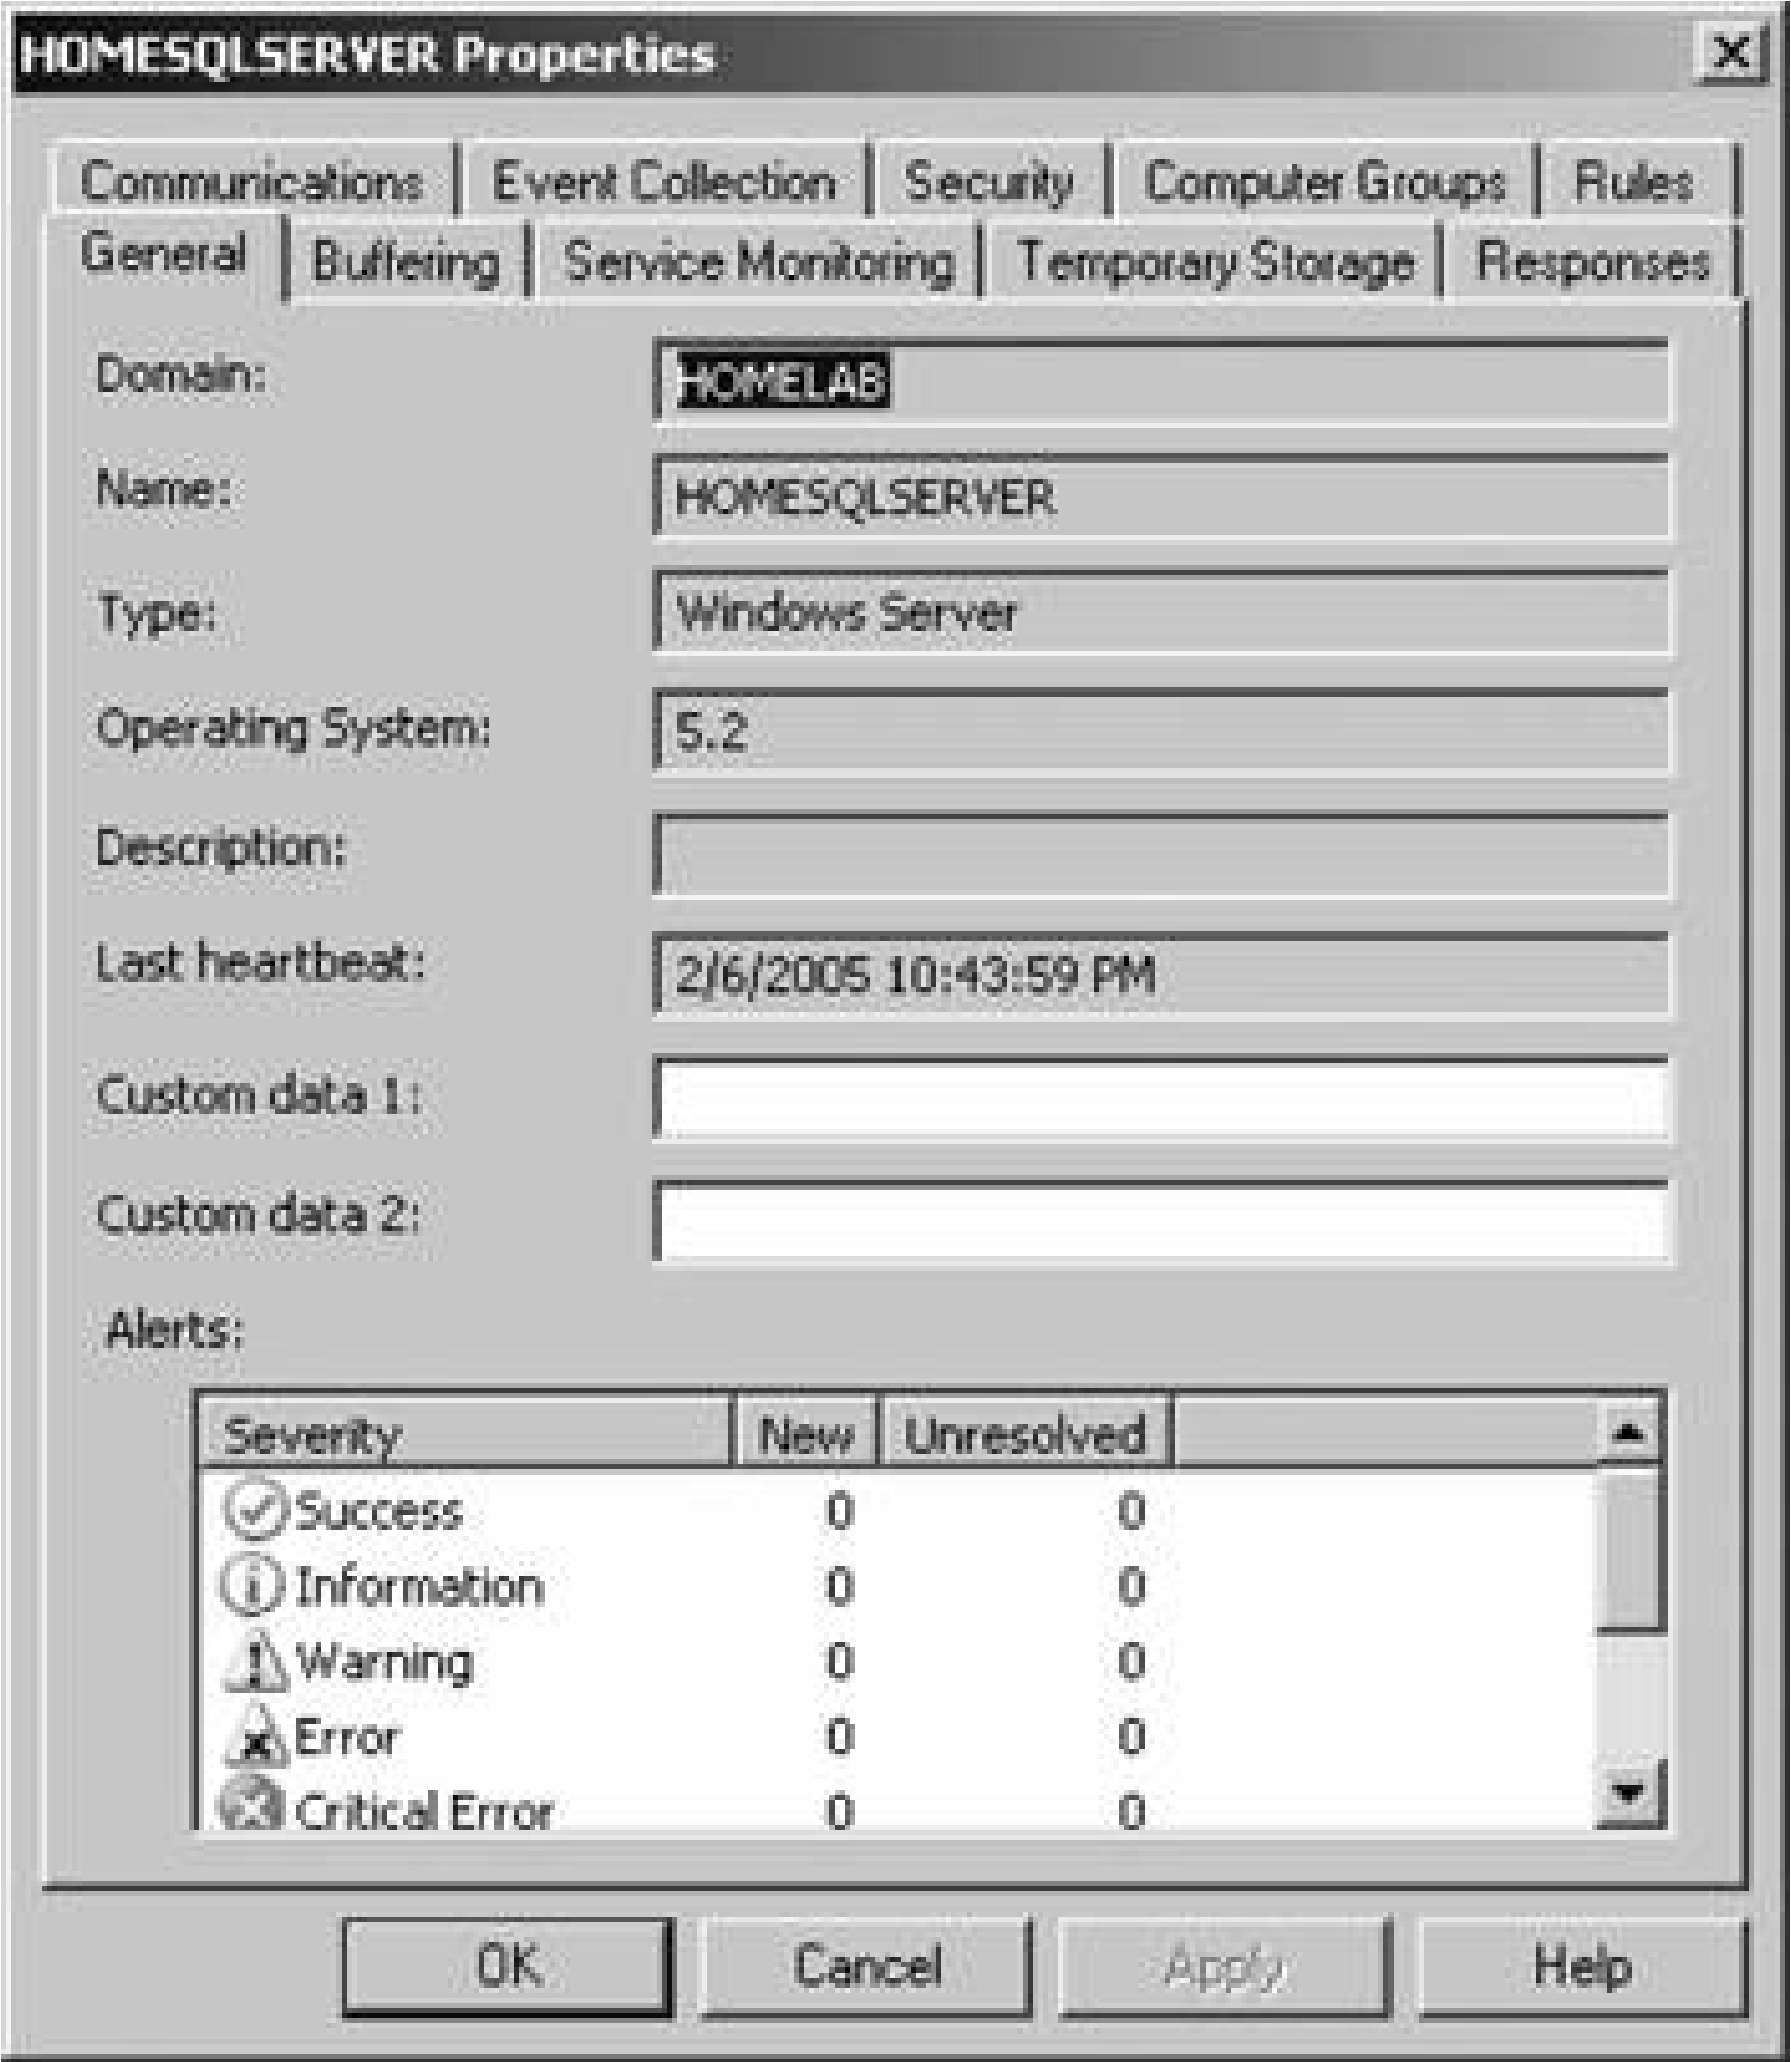 HOMESQLSERVER Properties
Communications Event Collection Security Computer Groups Rules
General Buffering Service Monitoring Temporary Storage Responses
Domain: HOMELAB
Name: HOMESQLSERVER
Type: Windows Server
Operating System: 5.2
Description:
Last heartbeat: 2/6/2005 10:43:59 PM
Custom data 1:
Custom data 2:
Alerts:
Severity New Unresolved
Success 0 0
Information 0 0
Warning 0 0
Error 0 0
Critical Error 0 0
OK Cancel Apply Help